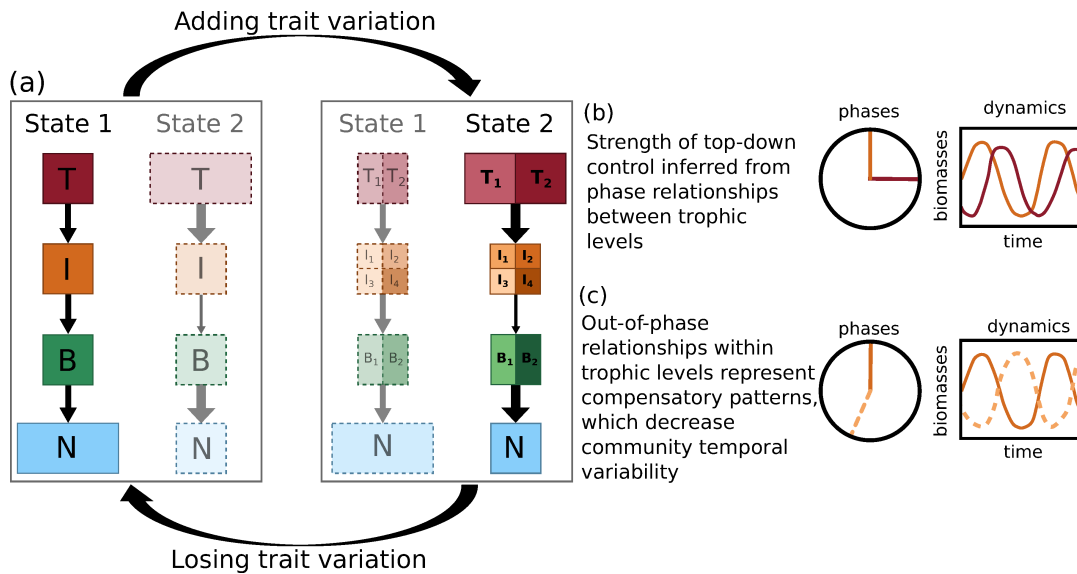 Adding trait variation
(a)
State 1
State 2
T
T
I
I
B
B
N
N
State 1
State 2
T1 T2
T1 T2
I1 I2
I3 I4
I1 I2
I3 I4
B1 B2
B1 B2
N
N
Losing trait variation
(b)
Strength of top-down
control inferred from
phase relationships
between trophic
levels
phases
dynamics
biomasses
time
(c)
Out-of-phase
relationships within
trophic levels represent
compensatory patterns,
which decrease
community temporal
variability
phases
dynamics
biomasses
time